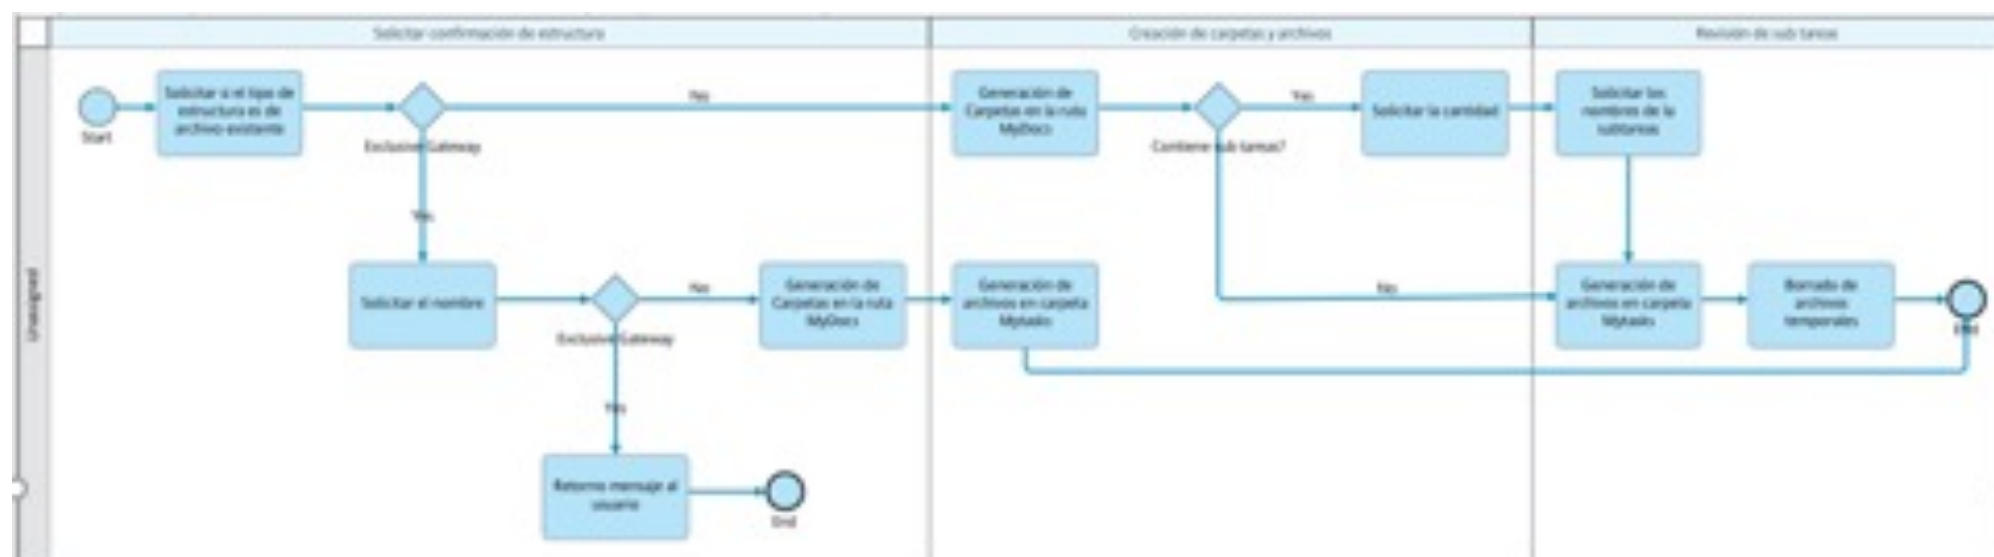 Solicitar confirmación de estructura
Creación de carpetas y archivos
Revisión de sub tareas
Unassigned
Start
Solicitar si el tipo de
estructura es de
archivo existente
Exclusive Gateway
No
Yes
Generación de
Carpetas en la ruta
MyDocs
Contiene sub tareas?
Yes
Solicitar la cantidad
Solicitar los
nombres de la
subtareas
Solicitar el nombre
Exclusive Gateway
No
Generación de
Carpetas en la ruta
MyDocs
Generación de
archivos en carpeta
Mytasks
No
Generación de
archivos en carpeta
Mytasks
Borrado de
archivos
temporales
End
Yes
Retorno mensaje al
usuario
End